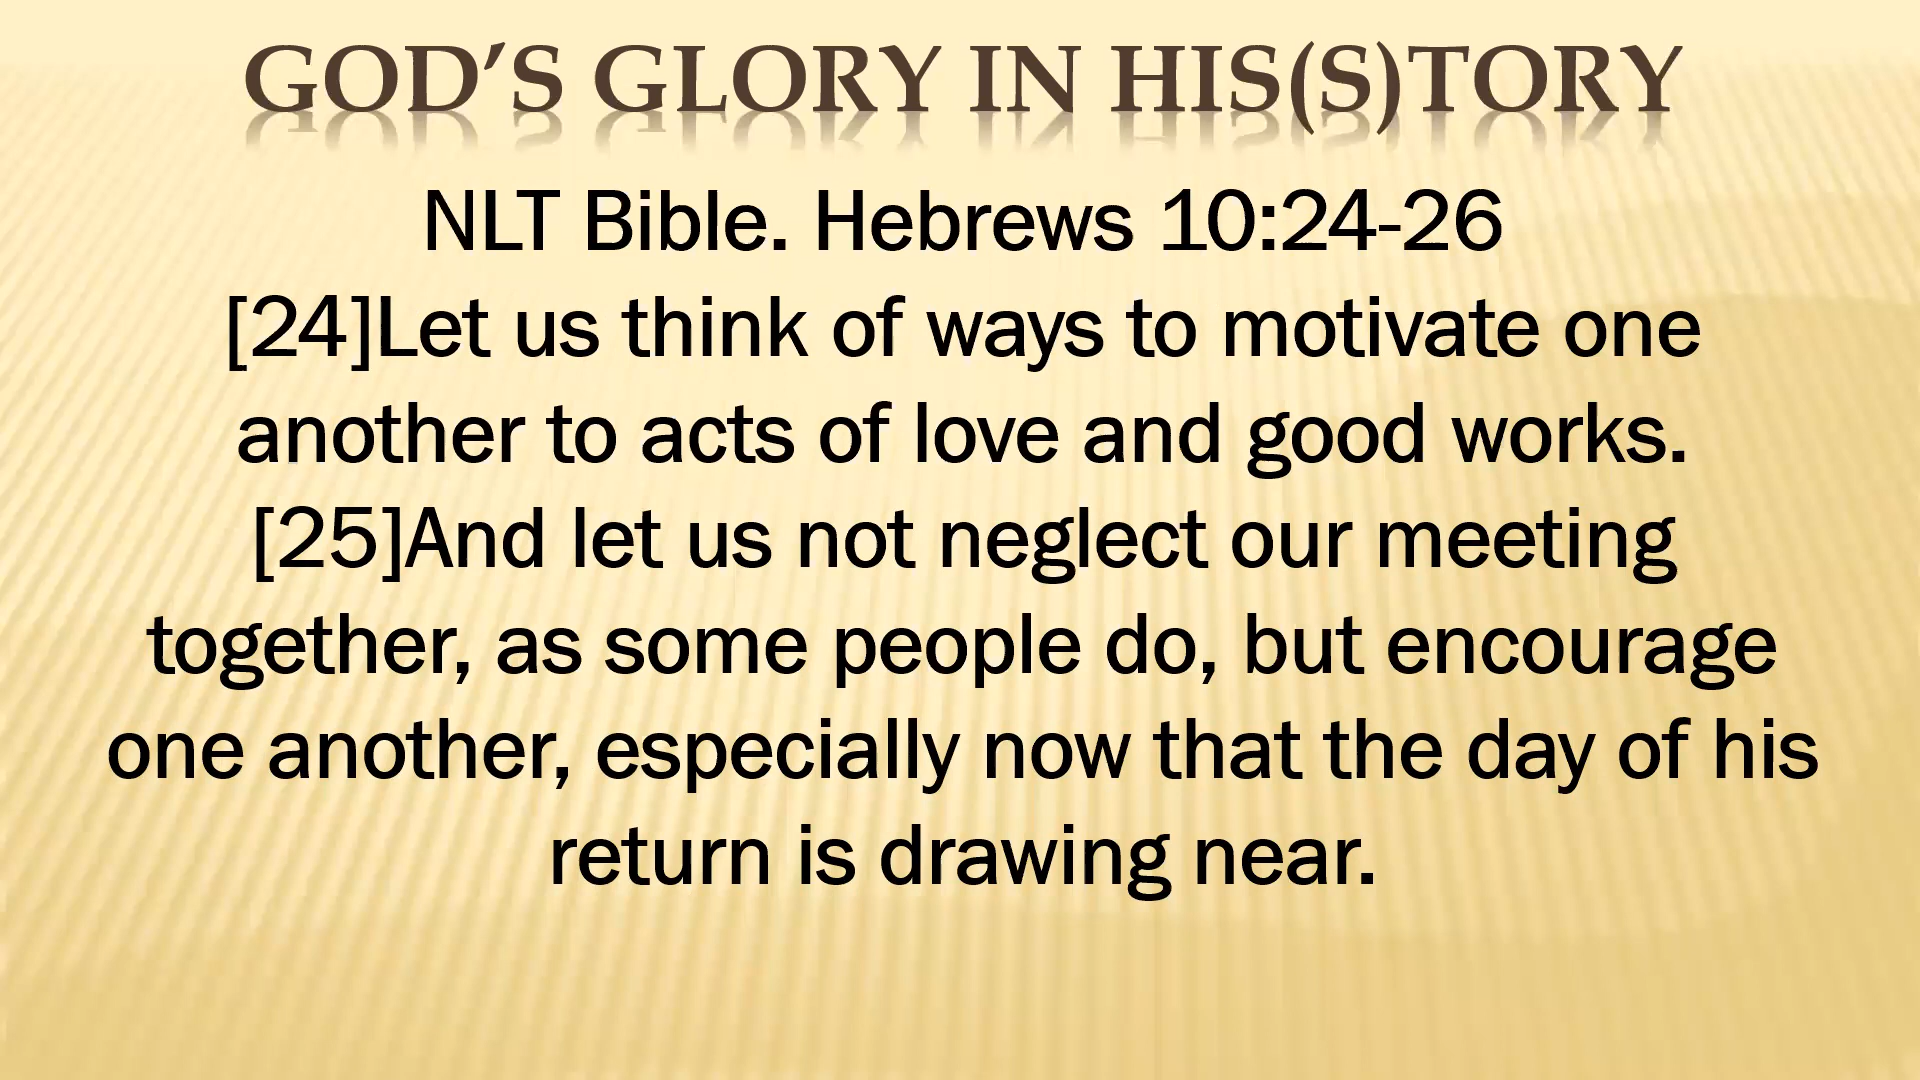 GOD’S GLORY IN HIS(S)TORY
NLT Bible. Hebrews 10:24-26
[24]Let us think of ways to motivate one
another to acts of love and good works.
[25]And let us not neglect our meeting
together, as some people do, but encourage
one another, especially now that the day of his
return is drawing near.